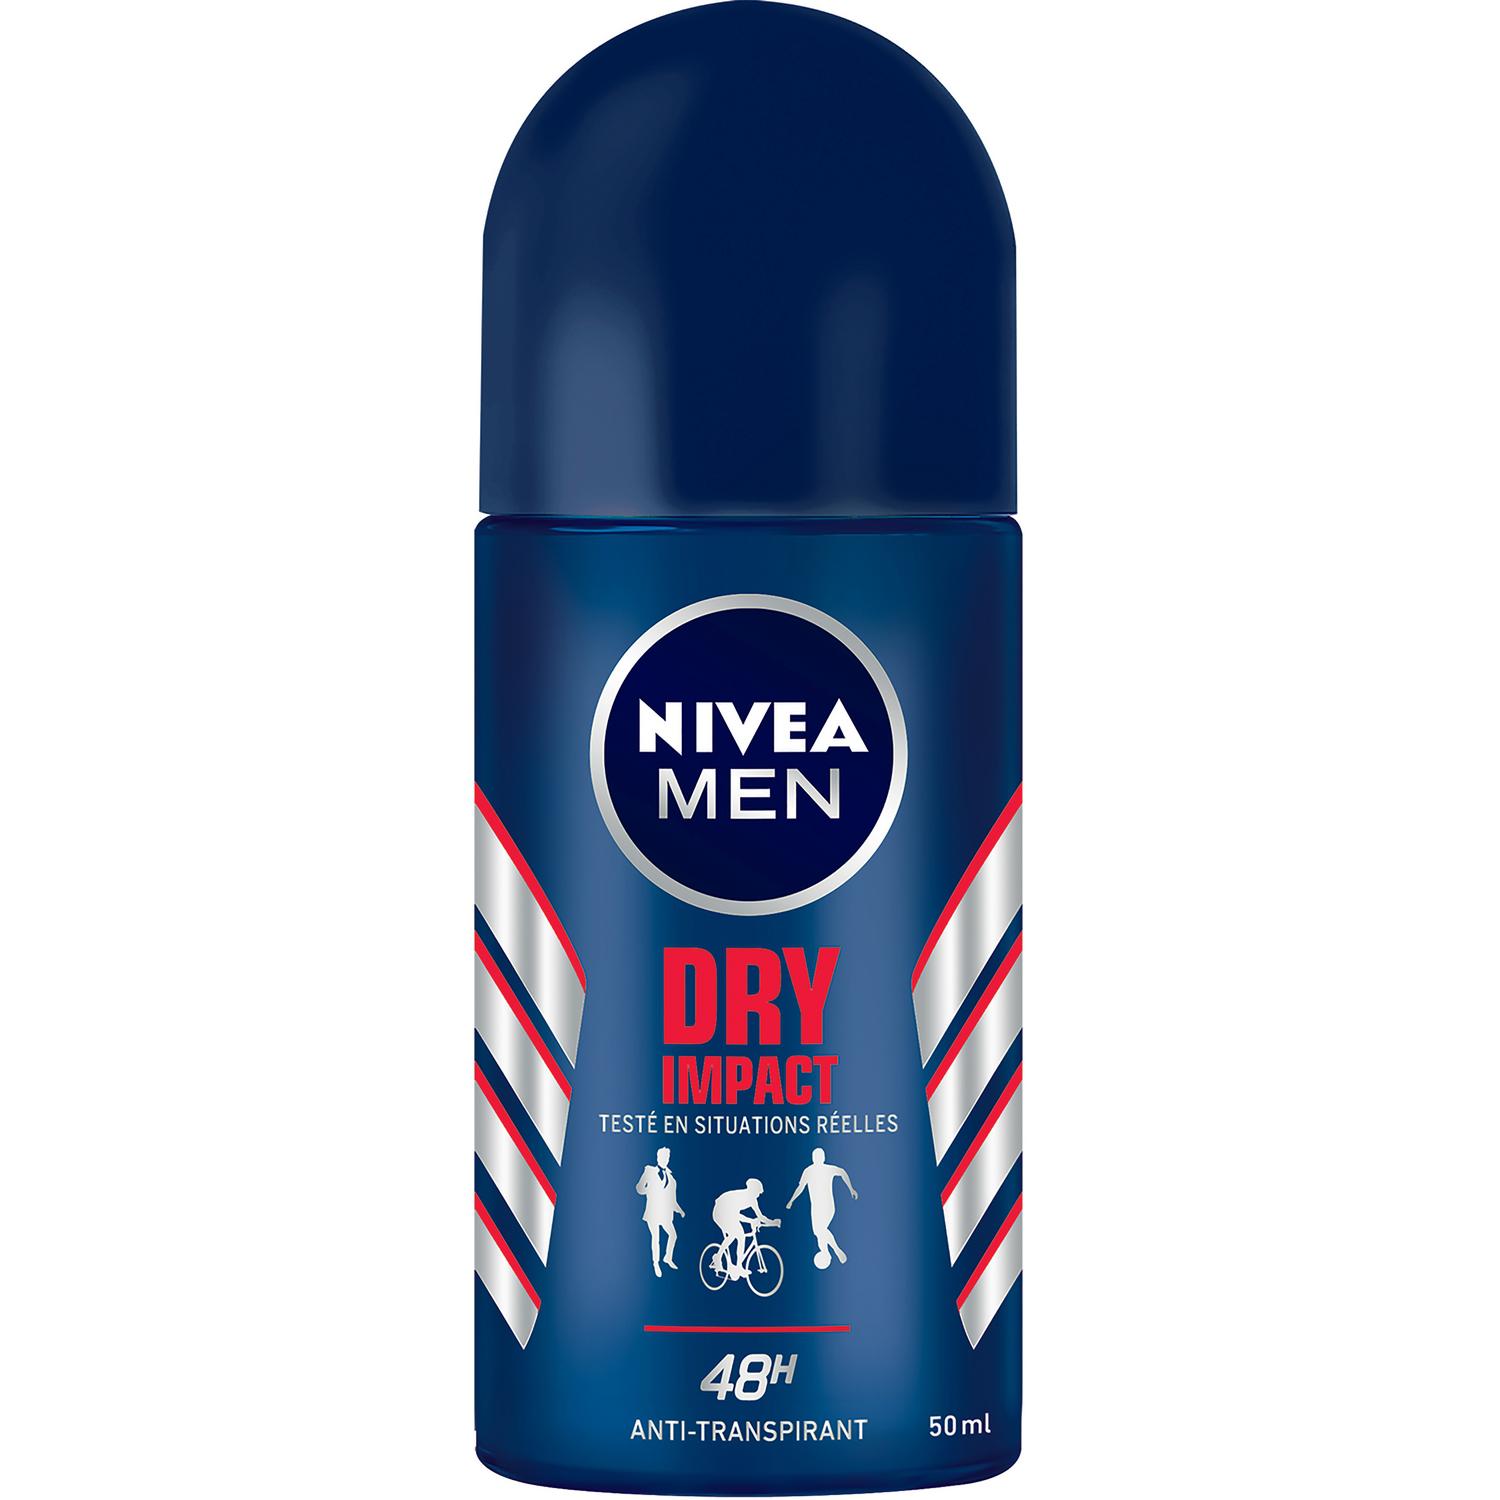 NIVEA
MEN
DRY
IMPACT
TESTÉ EN SITUATIONS RÉELLES
48H
ANTI-TRANSPIRANT
50 ml